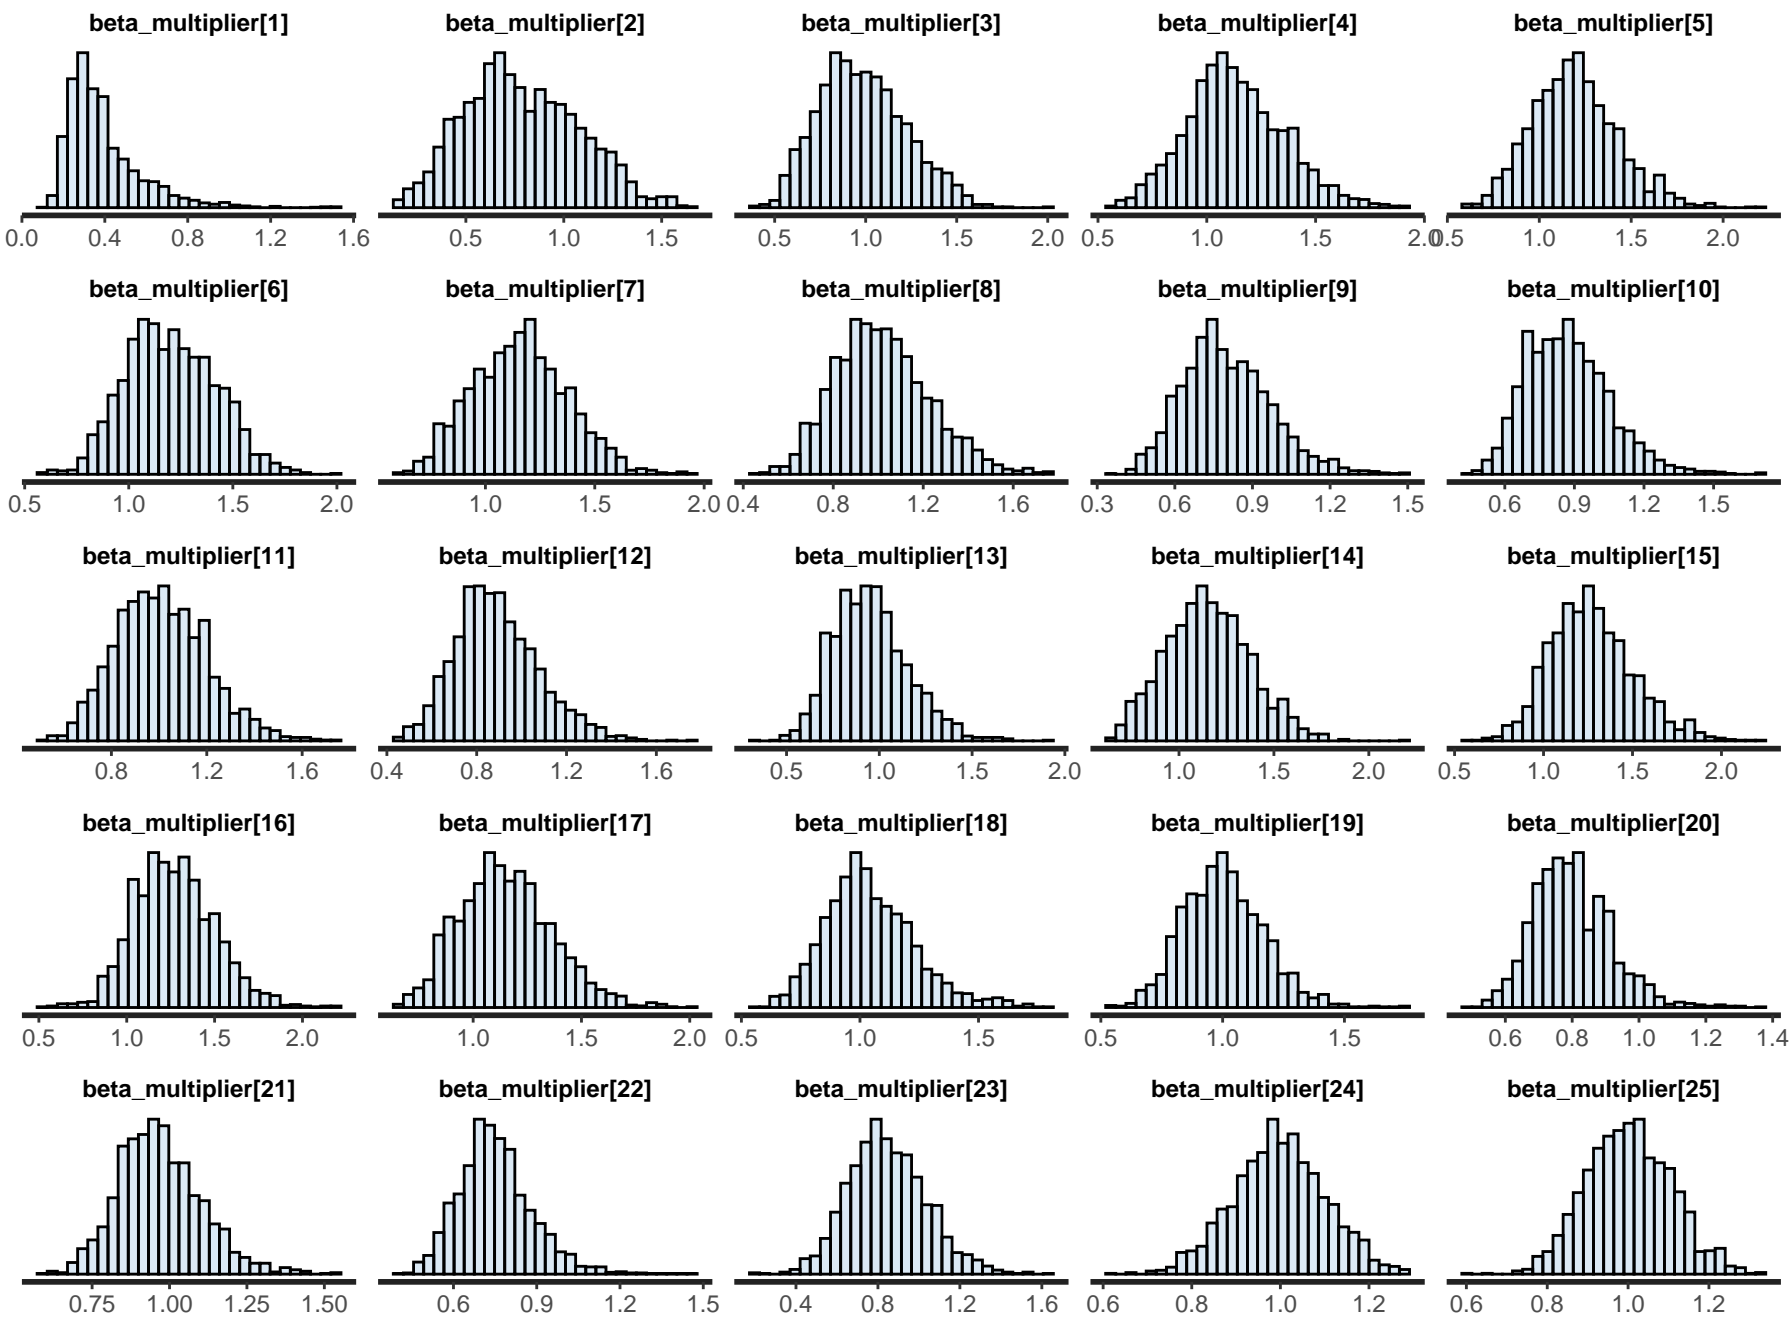 beta_multiplier[1] beta_multiplier[2] beta_multiplier[3] beta_multiplier[4] beta_multiplier[5]
0.0 0.4 0.8 1.2 1.6 0.5 1.0 1.5 0.5 1.0 1.5 2.0 0.5 1.0 1.5 2.0 0.5 1.0 1.5 2.0
beta_multiplier[6] beta_multiplier[7] beta_multiplier[8] beta_multiplier[9] beta_multiplier[10]
0.5 1.0 1.5 2.0 1.0 1.5 2.0 0.4 0.8 1.2 1.6 0.3 0.6 0.9 1.2 1.5 0.6 0.9 1.2 1.5
beta_multiplier[11] beta_multiplier[12] beta_multiplier[13] beta_multiplier[14] beta_multiplier[15]
0.8 1.2 1.6 0.4 0.8 1.2 1.6 0.5 1.0 1.5 2.0 1.0 1.5 2.0 0.5 1.0 1.5 2.0
beta_multiplier[16] beta_multiplier[17] beta_multiplier[18] beta_multiplier[19] beta_multiplier[20]
0.5 1.0 1.5 2.0 1.0 1.5 2.0 0.5 1.0 1.5 0.5 1.0 1.5 0.6 0.8 1.0 1.2 1.4
beta_multiplier[21] beta_multiplier[22] beta_multiplier[23] beta_multiplier[24] beta_multiplier[25]
0.75 1.00 1.25 1.50 0.6 0.9 1.2 1.5 0.4 0.8 1.2 1.6 0.6 0.8 1.0 1.2 0.6 0.8 1.0 1.2